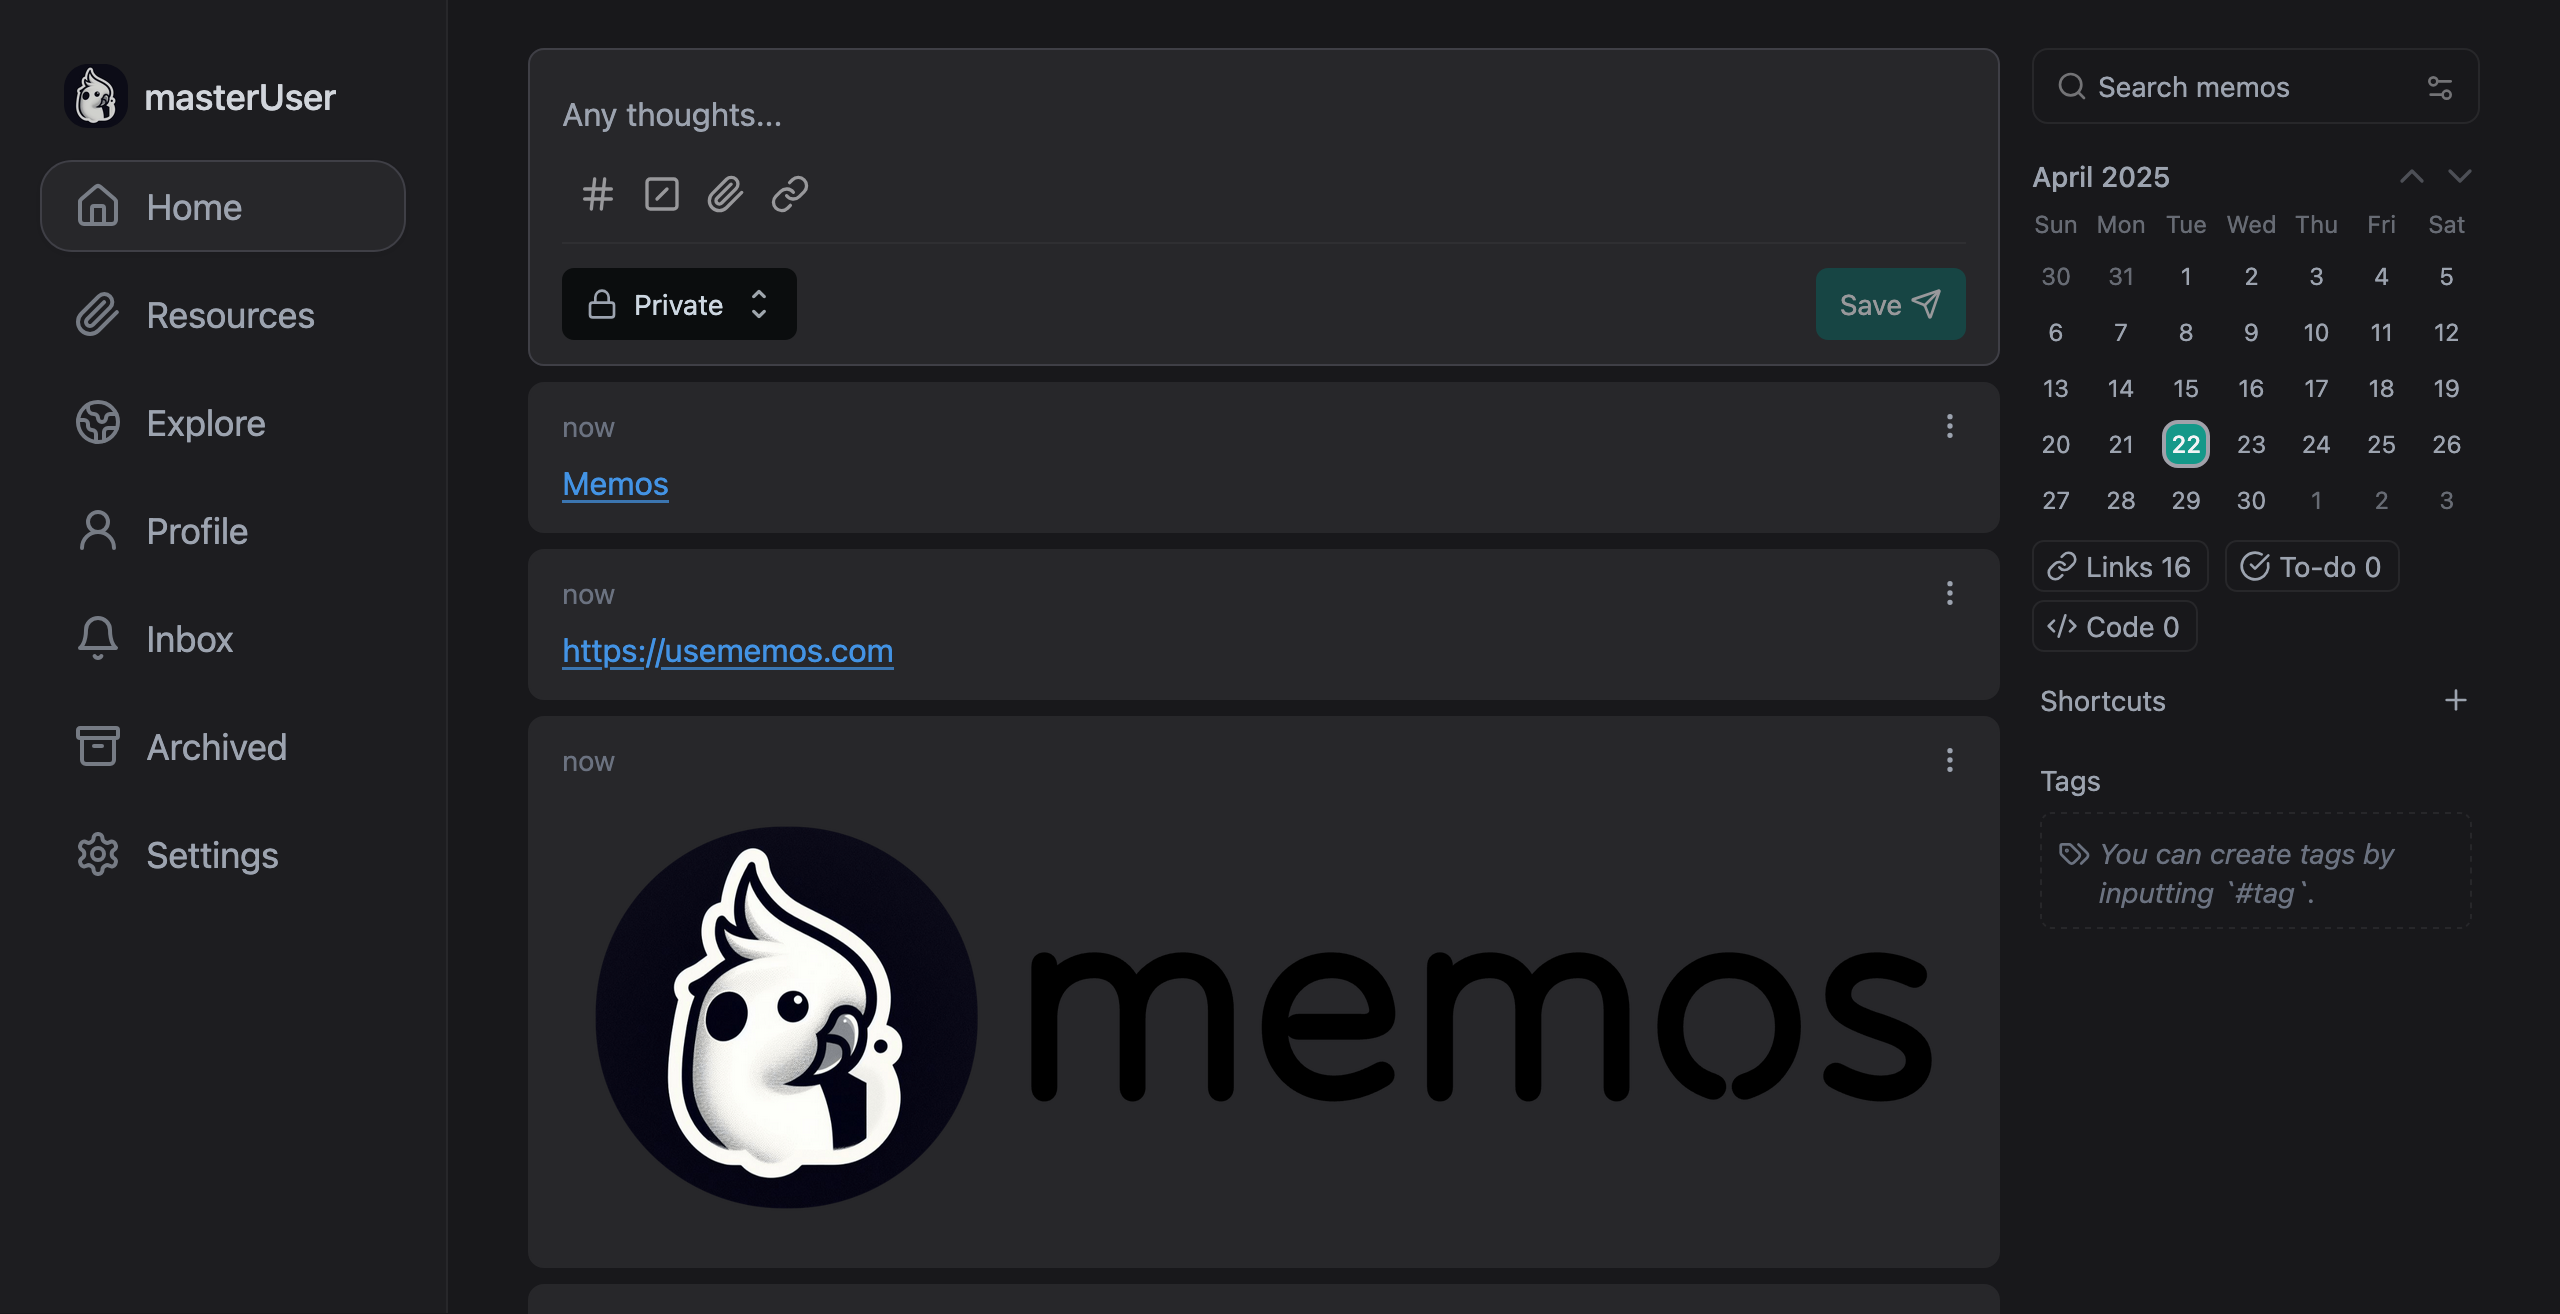 masterUser
Home
Resources
Explore
Profile
Inbox
Archived
Settings
Any thoughts...
Private
Save
now
Memos
now
https://usememos.com
now
memos
Search memos
April 2025
Sun Mon Tue Wed Thu Fri Sat
30 31 1 2 3 4 5
6 7 8 9 10 11 12
13 14 15 16 17 18 19
20 21 22 23 24 25 26
27 28 29 30 1 2 3
Links 16 To-do 0
Code 0
Shortcuts
Tags
You can create tags by
inputting `#tag`.